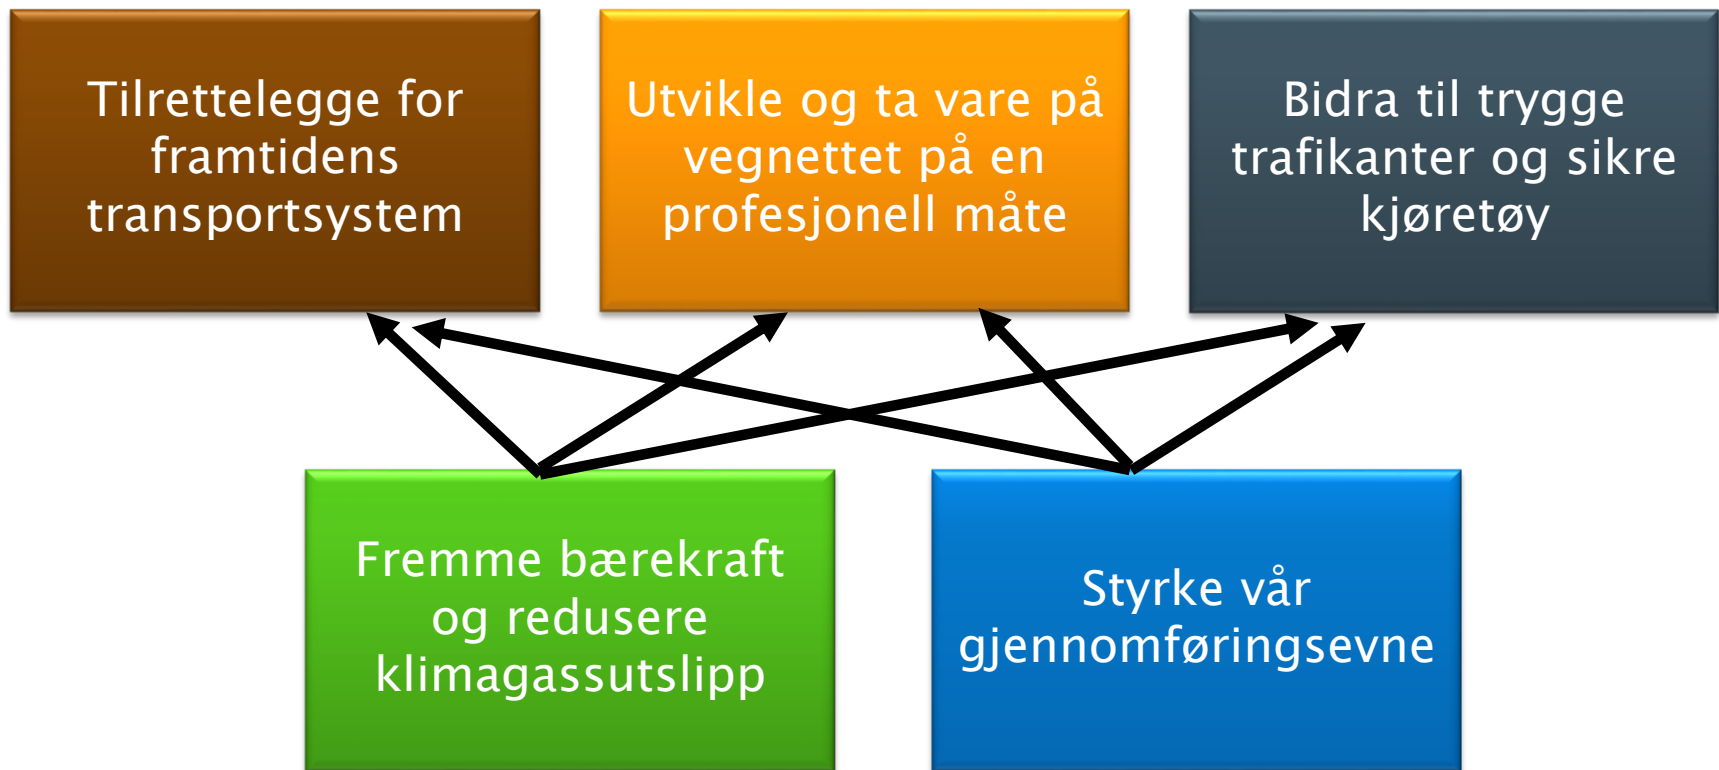 Tilrettelegge for
framtidens
transportsystem
Utvikle og ta vare på
vegnettet på en
profesjonell måte
Bidra til trygge
trafikanter og sikre
kjøretøy
Fremme bærekraft
og redusere
klimagassutslipp
Styrke vår
gjennomføringsevne